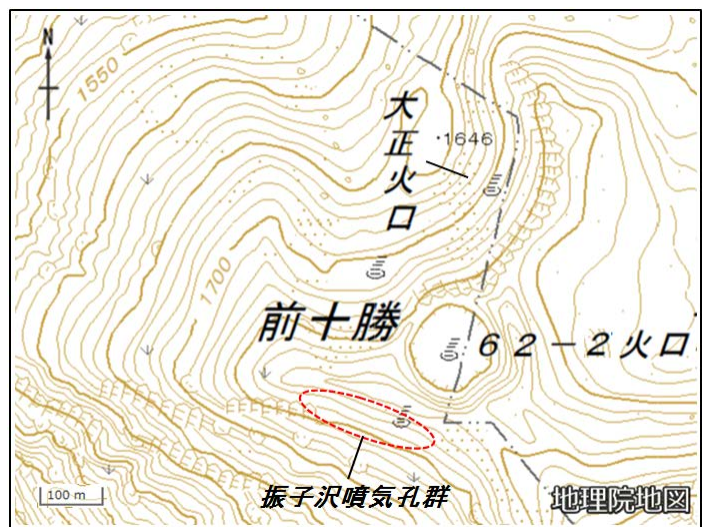 N
1550
大正火口
・1646
1700
前十勝
６２－２火口
100 m
振子沢噴気孔群
地理院地図